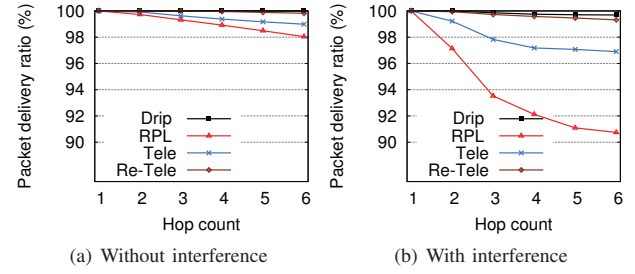 Packet delivery ratio (%)
100
98
96
94
92
90
Drip
RPL
Tele
Re-Tele
1 2 3 4 5 6
Hop count
(a) Without interference
Packet delivery ratio (%)
100
98
96
94
92
90
Drip
RPL
Tele
Re-Tele
1 2 3 4 5 6
Hop count
(b) With interference